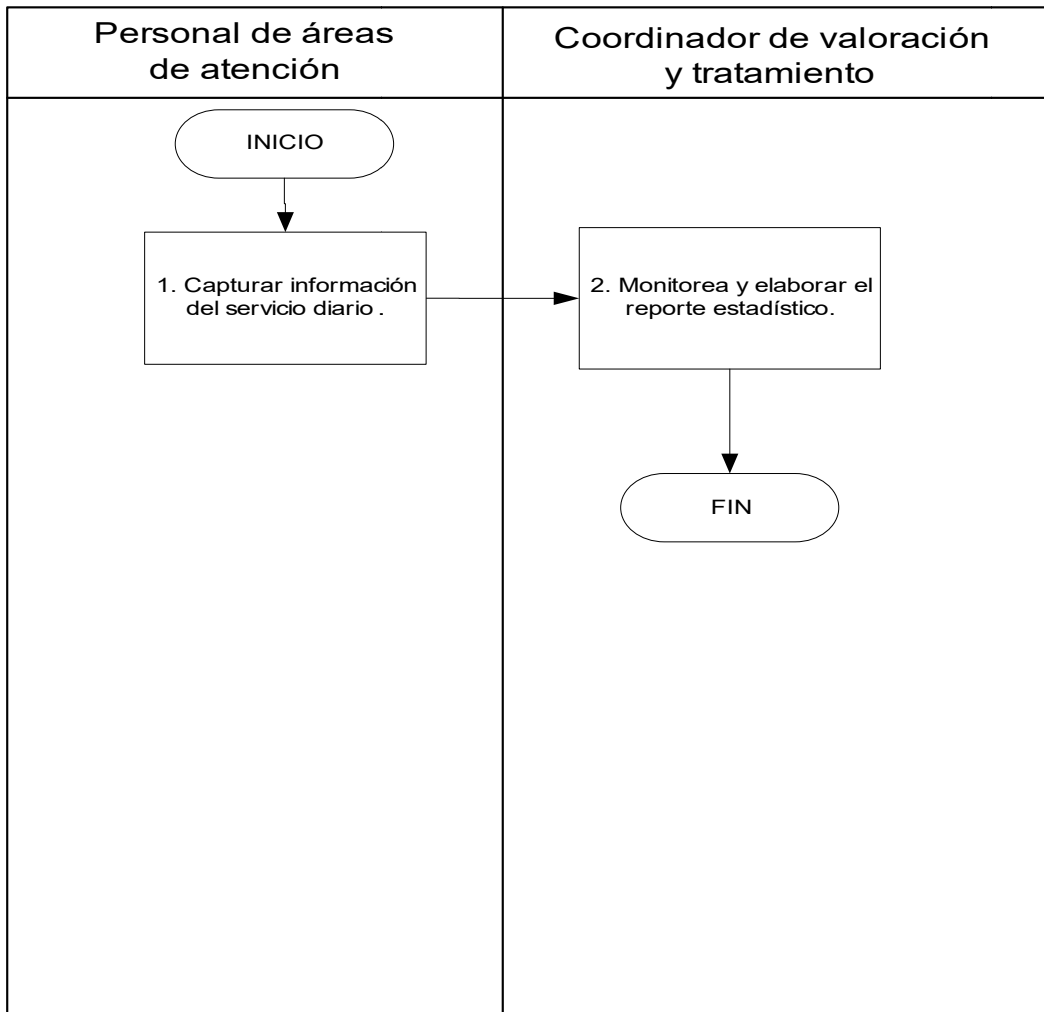 Personal de áreas
de atención
Coordinador de valoración
y tratamiento
INICIO
1. Capturar información
del servicio diario .
2. Monitorea y elaborar el
reporte estadístico.
FIN